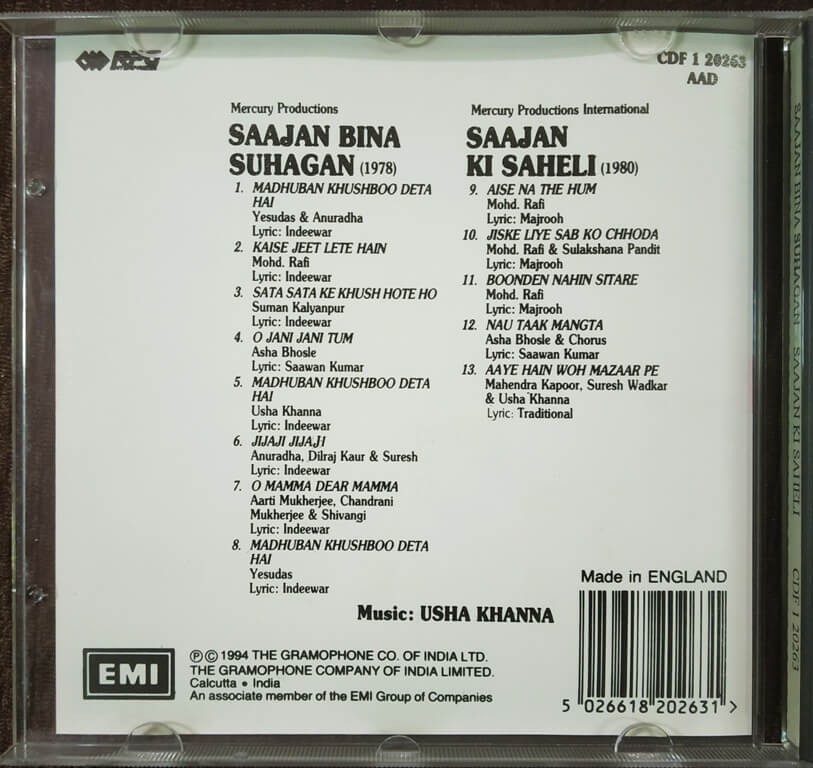 CDF 1 20263
AAD
Mercury Productions
SAAJAN BINA
SUHAGAN (1978)
1. MADHUBAN KHUSHBOO DETA
HAI
Yesudas & Anuradha
Lyric: Indeewar
2. KAISE JEET LETE HAIN
Mohd. Rafi
Lyric: Indeewar
3. SATA SATA KE KHUSH HOTE HO
Suman Kalyanpur
Lyric: Indeewar
4. O JANI JANI TUM
Asha Bhosle
Lyric: Saawan Kumar
5. MADHUBAN KHUSHBOO DETA
HAI
Usha Khanna
Lyric: Indeewar
6. JIJAJI JIJAJI
Anuradha, Dilraj Kaur & Suresh
Lyric: Indeewar
7. O MAMMA DEAR MAMMA
Aarti Mukherjee, Chandrani
Mukherjee & Shivangi
Lyric: Indeewar
8. MADHUBAN KHUSHBOO DETA
HAI
Yesudas
Lyric: Indeewar
Mercury Productions International
SAAJAN
KI SAHELI (1980)
9. AISE NA THE HUM
Mohd. Rafi
Lyric: Majrooh
10. JISKE LIYE SAB KO CHHODA
Mohd. Rafi & Sulakshana Pandit
Lyric: Majrooh
11. BOONDEN NAHIN SITARE
Mohd. Rafi
Lyric: Majrooh
12. NAU TAAK MANGTA
Asha Bhosle & Chorus
Lyric: Saawan Kumar
13. AAYE HAIN WOH MAZAAR PE
Mahendra Kapoor, Suresh Wadkar
& Usha Khanna
Lyric: Traditional
Music: USHA KHANNA
Made in ENGLAND
5 026618 202631 >
EMI
℗ © 1994 THE GRAMOPHONE CO. OF INDIA LTD.
THE GRAMOPHONE COMPANY OF INDIA LIMITED.
Calcutta • India
An associate member of the EMI Group of Companies
SAAJAN BINA SUHAGAN SAAJAN KI SAHELI CDF 1 20263